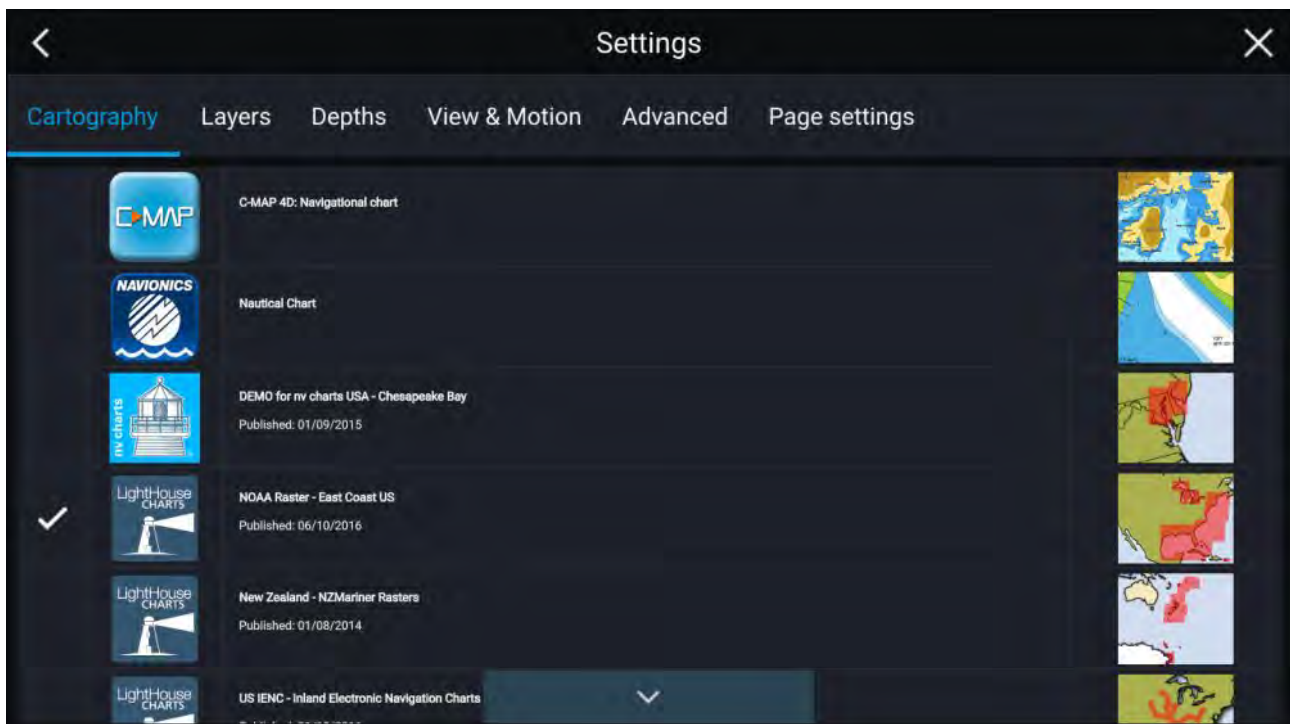 Settings
Cartography Layers Depths View & Motion Advanced Page settings
C-MAP
C-MAP 4D: Navigational chart
NAVIONICS
Nautical Chart
nv charts
DEMO for nv charts USA - Chesapeake Bay
Published: 01/09/2015
LightHouse
CHARTS
NOAA Raster - East Coast US
Published: 06/10/2016
LightHouse
CHARTS
New Zealand - NZMariner Rasters
Published: 01/08/2014
LightHouse
CHARTS
US IENC - Inland Electronic Navigation Charts